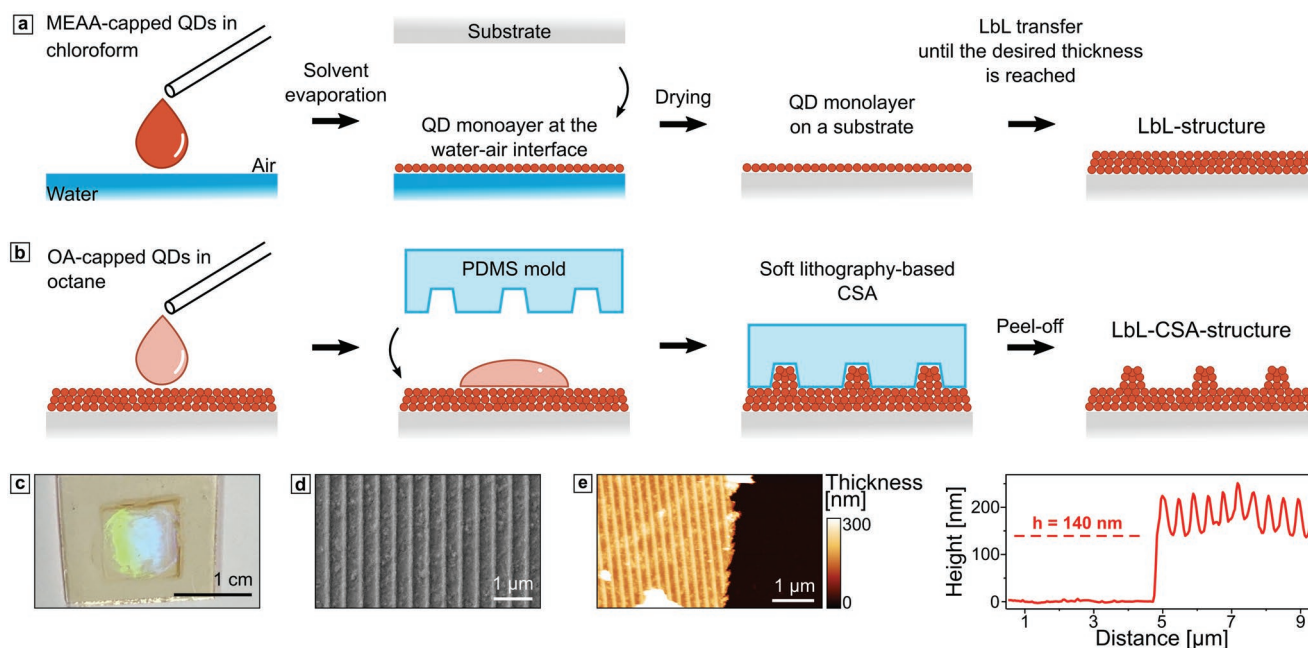 a
MEAA-capped QDs in
chloroform
Air
Water
Solvent
evaporation
Substrate
QD monoayer at the
water-air interface
Drying
QD monolayer
on a substrate
LbL transfer
until the desired thickness
is reached
LbL-structure
b
OA-capped QDs in
octane
PDMS mold
Soft lithography-based
CSA
Peel-off
LbL-CSA-structure
c
1 cm
d
1 µm
e
1 µm
Thickness
[nm]
300
0
Height [nm]
200
150
0
h = 140 nm
1 3 5 7 9
Distance [µm]